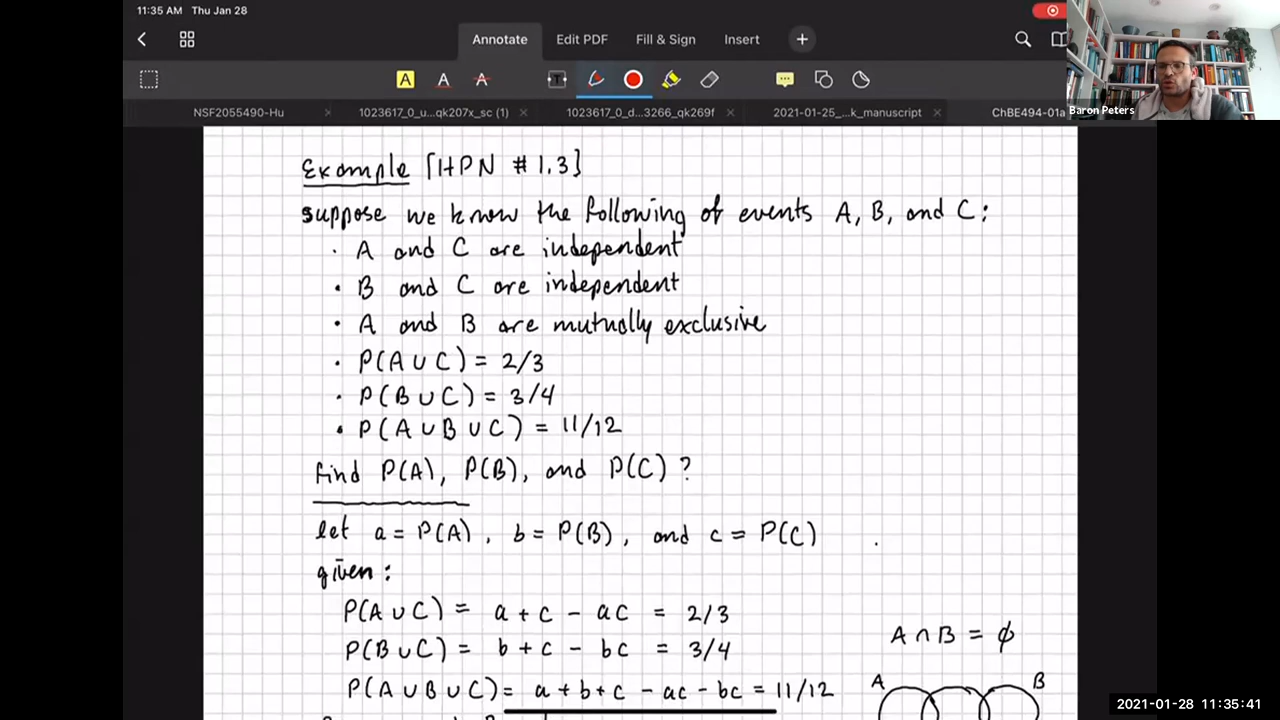 11:35 AM Thu Jan 28
Annotate Edit PDF Fill & Sign Insert
A A A T
Baron Peters
NSF2055490-Hu × 1023617_0_u...qk207x_sc (1) × 1023617_0_d...3266_qk269f × 2021-01-25_...k_manuscript × ChBE494-01a
Example [HPN #1.3]
suppose we know the following of events A, B, and C:
· A and C are independent
• B and C are independent
• A and B are mutually exclusive
· P(A ∪ C) = 2/3
• P(B ∪ C) = 3/4
• P(A ∪ B ∪ C) = 11/12
find P(A), P(B), and P(C)?
let a = P(A), b = P(B), and c = P(C)
given:
P(A ∪ C) = a + c - ac = 2/3
P(B ∪ C) = b + c - bc = 3/4
A ∩ B = ϕ
P(A ∪ B ∪ C) = a + b + c - ac - bc = 11/12
A B
2021-01-28 11:35:41